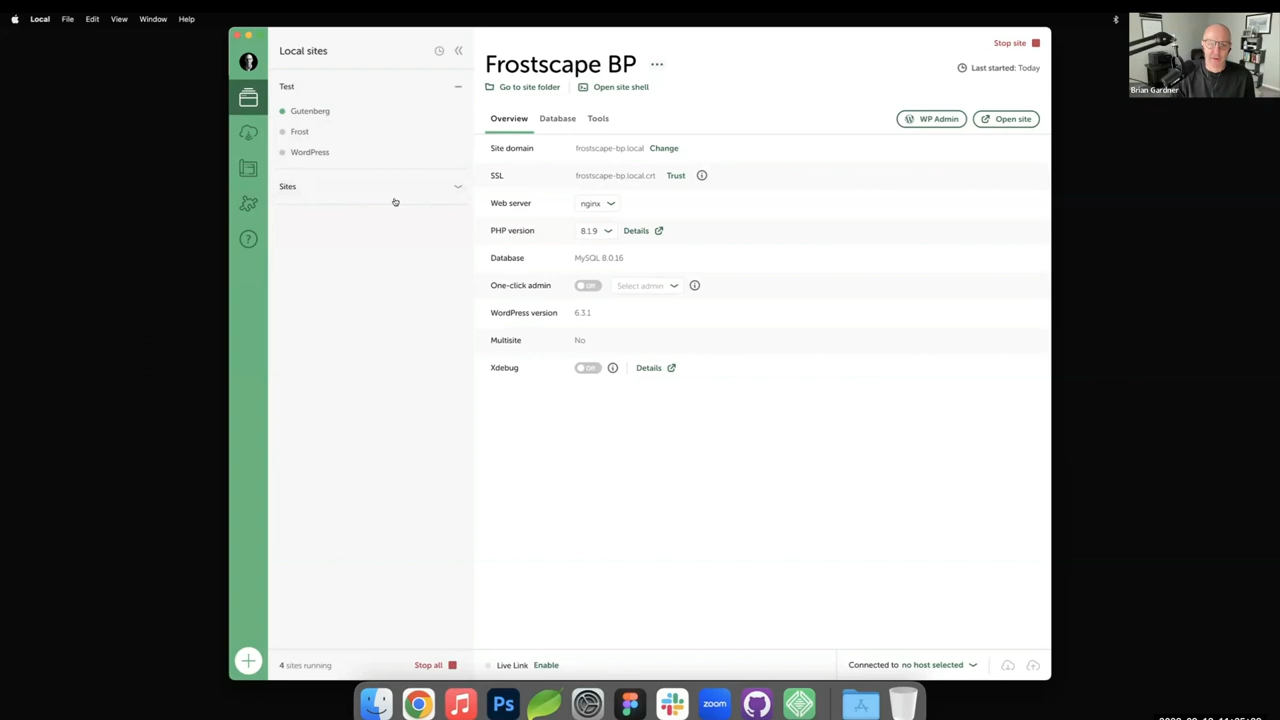 Local File Edit View Window Help
Brian Gardner
Local sites
Test
Gutenberg
Frost
WordPress
Sites
4 sites running
Stop all
Frostscape BP
Stop site
Last started: Today
Go to site folder
Open site shell
Overview
Database
Tools
WP Admin
Open site
Site domain frostscape-bp.local Change
SSL frostscape-bp.local.crt Trust
Web server nginx
PHP version 8.1.9 Details
Database MySQL 8.0.16
One-click admin Off Select admin
WordPress version 6.3.1
Multisite No
Xdebug Off Details
Live Link Enable
Connected to no host selected
Ps
zoom